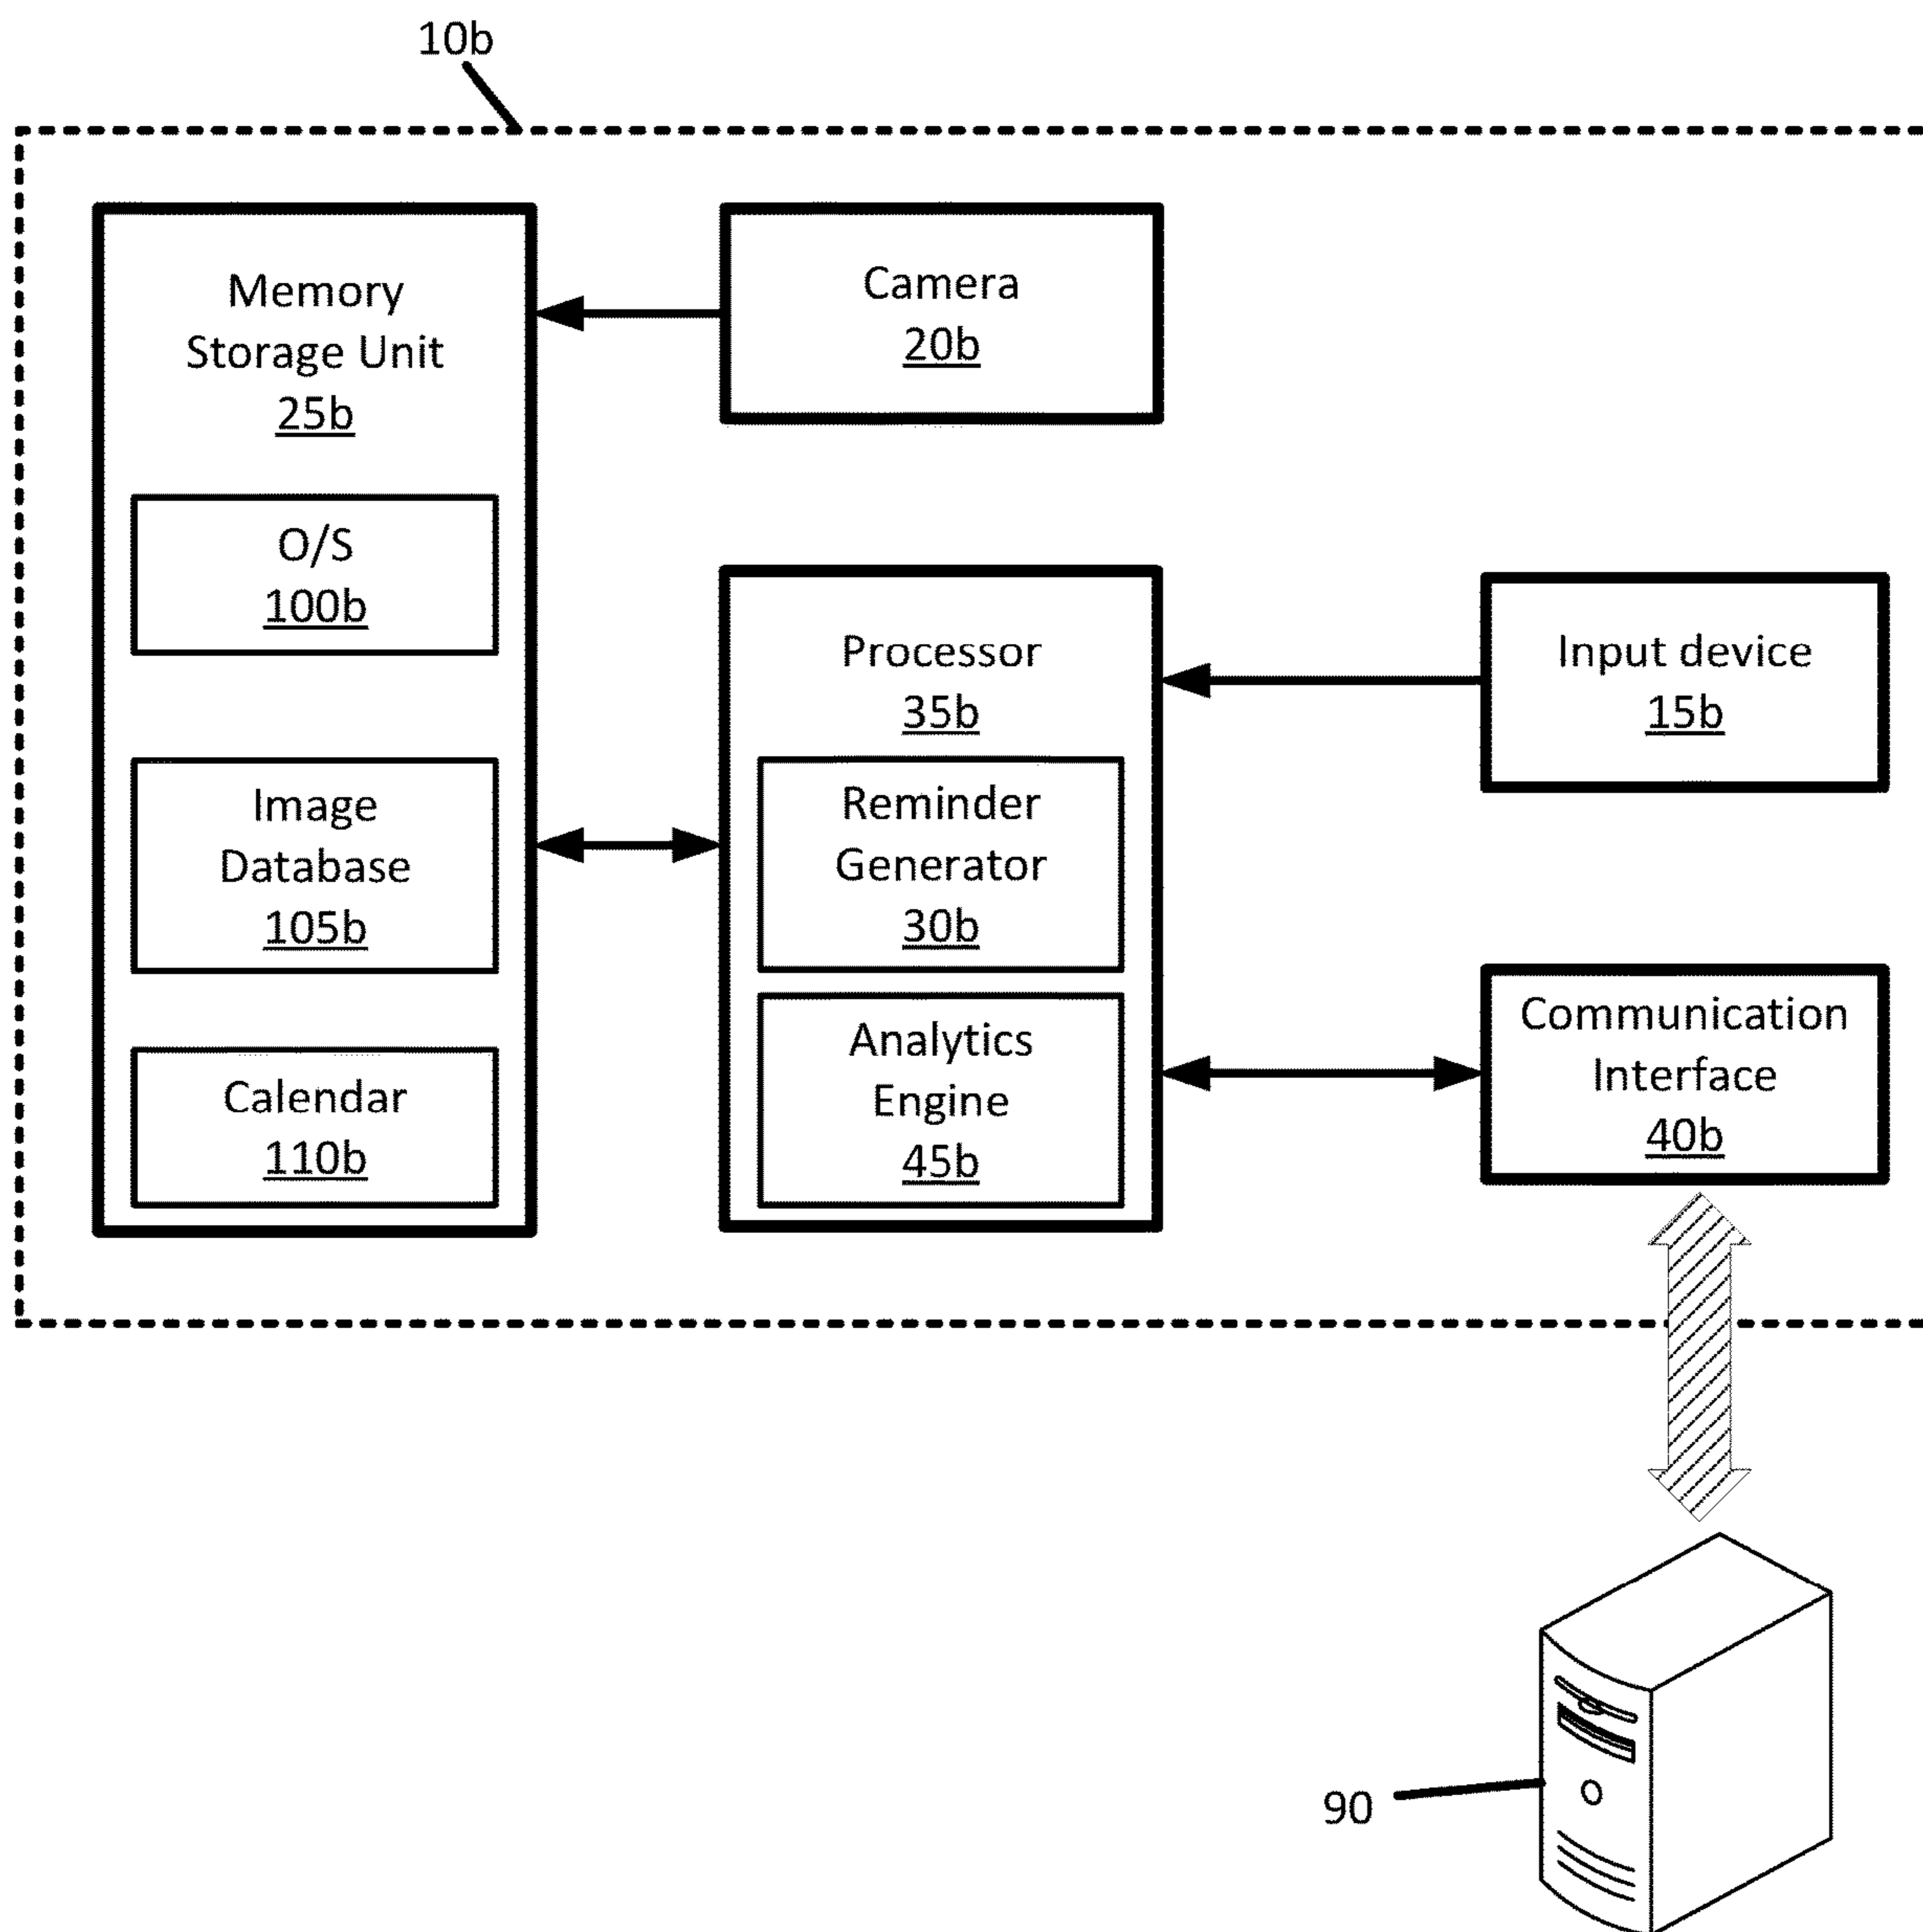 10b
Memory
Storage Unit
25b
O/S
100b
Image
Database
105b
Calendar
110b
Camera
20b
Processor
35b
Reminder
Generator
30b
Analytics
Engine
45b
Input device
15b
Communication
Interface
40b
90